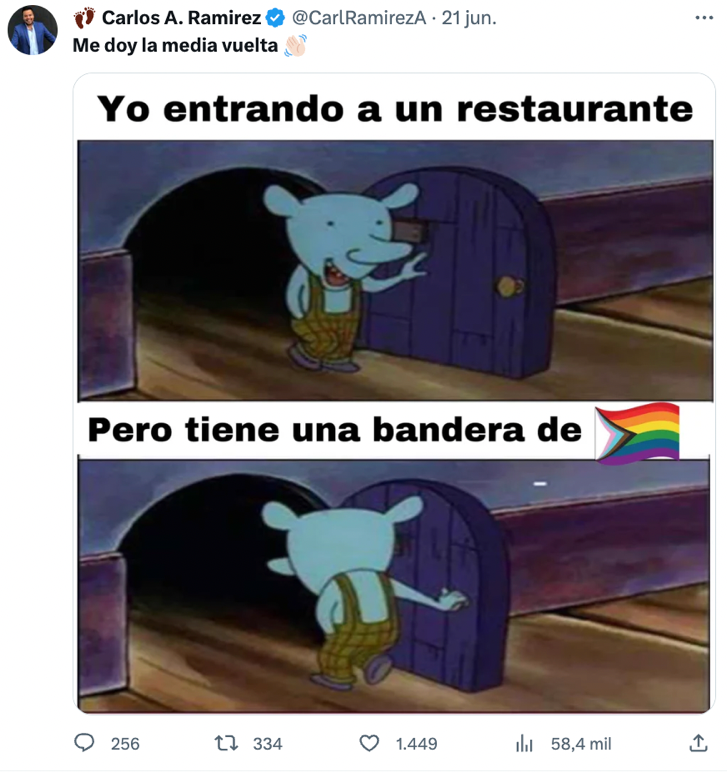 Carlos A. Ramirez @CarlRamirezA · 21 jun.
Me doy la media vuelta
Yo entrando a un restaurante
Pero tiene una bandera de
256 334 1.449 58,4 mil